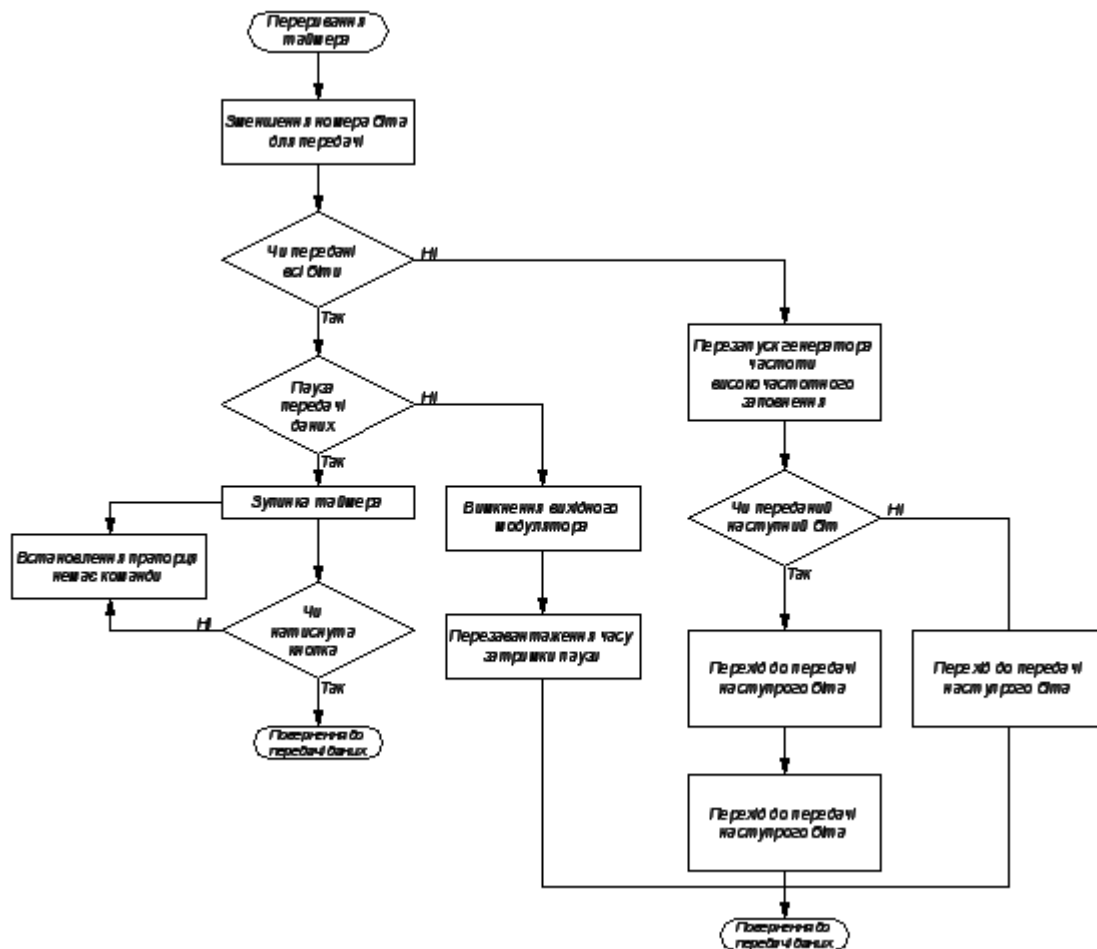 Переривання
таймера
Зменшення номера біта
для передачі
Чи передані
всі біти
НІ
Так
Перезапуск генератора
частоти
високочастотного
заповнення
Пауза
передачі
даних
НІ
Так
Зупинка таймера
Вимкнення вихідного
модулятора
Чи переданий
наступний біт
НІ
Так
Встановлення прапорця
немає команди
Чи
натиснута
кнопка
НІ
Так
Перезавантаження часу
затримки паузи
Перехід до передачі
наступрого біта
Перехід до передачі
наступрого біта
Повернення до
передачі даних
Перехід до передачі
наступрого біта
Повернення до
передачі даних